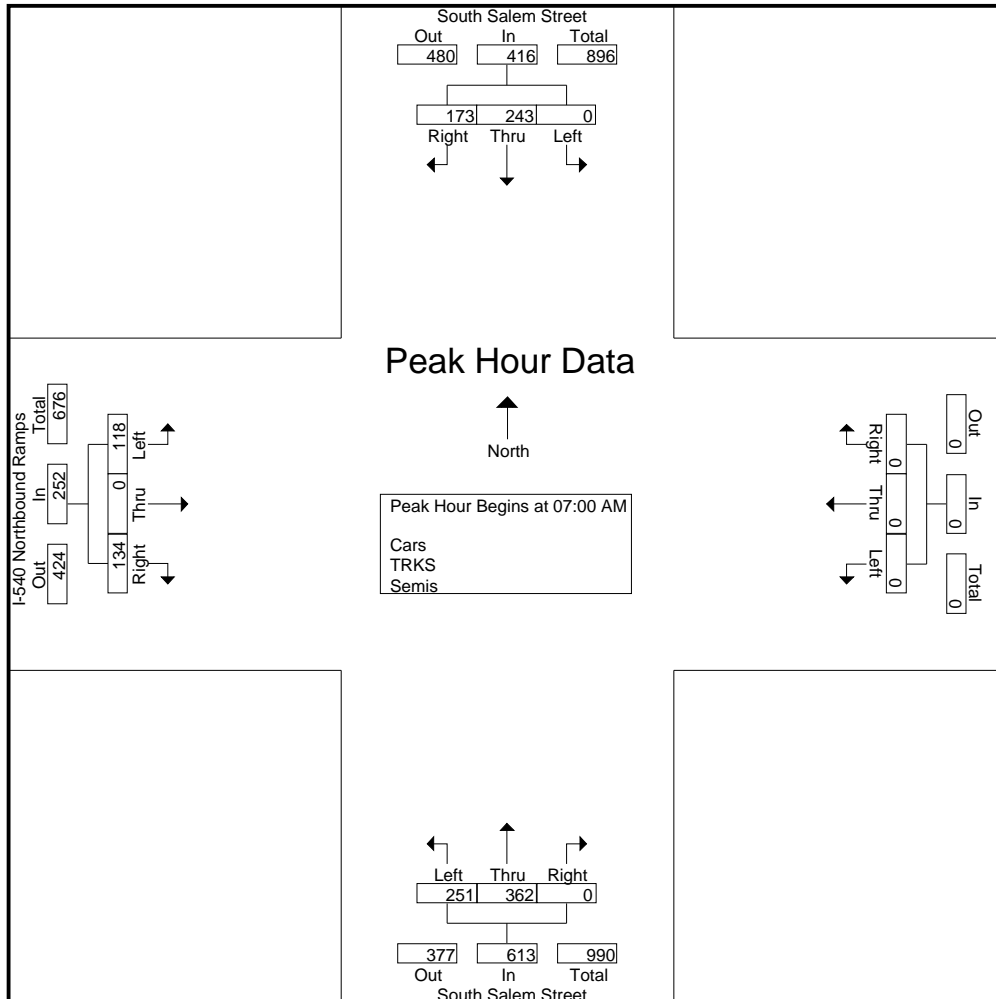 South Salem Street
Out In Total
480 416 896
173 243 0
Right Thru Left
Peak Hour Data
North
Peak Hour Begins at 07:00 AM
Cars
TRKS
Semis
I-540 Northbound Ramps
Out In Total
424 252 676
118 0 134
Left Thru Right
Out In Total
0 0 0
0 0 0
Right Thru Left
Left Thru Right
251 362 0
377 613 990
Out In Total
South Salem Street